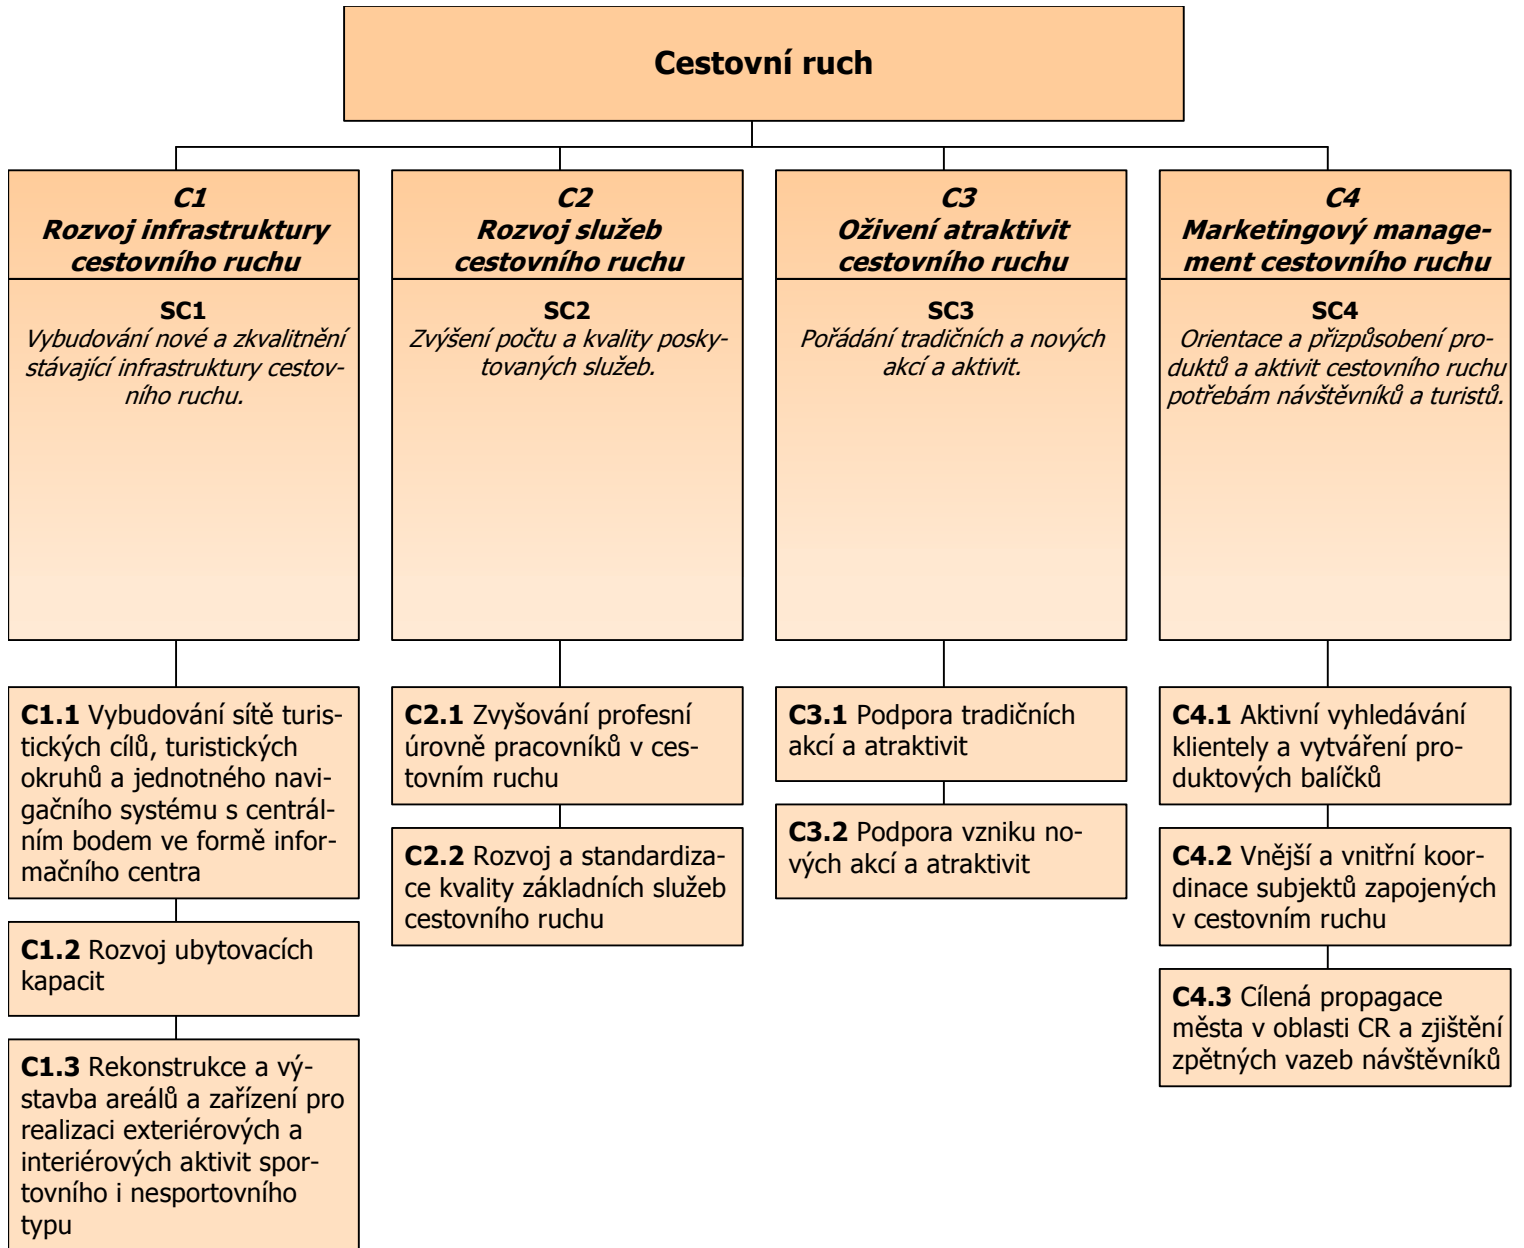 Cestovní ruch
C1
Rozvoj infrastruktury
cestovního ruchu
SC1
Vybudování nové a zkvalitnění
stávající infrastruktury cestov-
ního ruchu.
C1.1 Vybudování sítě turis-
tických cílů, turistických
okruhů a jednotného navi-
gačního systému s centrál-
ním bodem ve formě infor-
mačního centra
C1.2 Rozvoj ubytovacích
kapacit
C1.3 Rekonstrukce a vý-
stavba areálů a zařízení pro
realizaci exteriérových a
interiérových aktivit spor-
tovního i nesportovního
typu
C2
Rozvoj služeb
cestovního ruchu
SC2
Zvýšení počtu a kvality posky-
tovaných služeb.
C2.1 Zvyšování profesní
úrovně pracovníků v ces-
tovním ruchu
C2.2 Rozvoj a standardiza-
ce kvality základních služeb
cestovního ruchu
C3
Oživení atraktivit
cestovního ruchu
SC3
Pořádání tradičních a nových
akcí a aktivit.
C3.1 Podpora tradičních
akcí a atraktivit
C3.2 Podpora vzniku no-
vých akcí a atraktivit
C4
Marketingový manage-
ment cestovního ruchu
SC4
Orientace a přizpůsobení pro-
duktů a aktivit cestovního ruchu
potřebám návštěvníků a turistů.
C4.1 Aktivní vyhledávání
klientely a vytváření pro-
duktových balíčků
C4.2 Vnější a vnitřní koor-
dinace subjektů zapojených
v cestovním ruchu
C4.3 Cílená propagace
města v oblasti CR a zjištění
zpětných vazeb návštěvníků